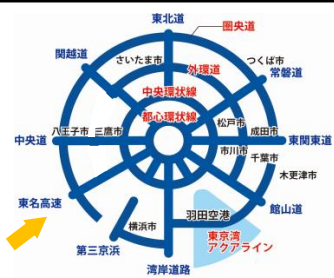 東北道
圏央道
関越道
さいたま市
外環道
つくば市
常磐道
中央環状線
都心環状線
松戸市
八王子市
三鷹市
成田市
中央道
東関東道
市川市
千葉市
木更津市
東名高速
館山道
羽田空港
横浜市
東京湾
アクアライン
第三京浜
湾岸道路